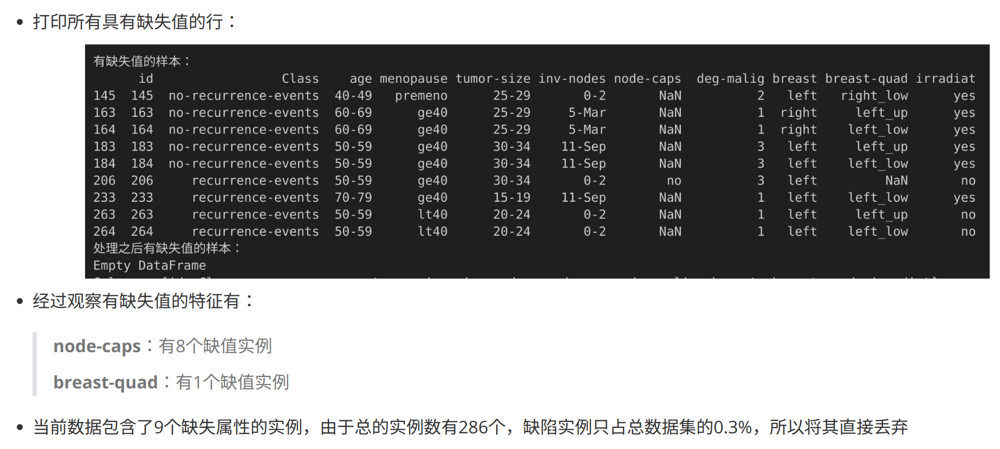 打印所有具有缺失值的行：
有缺失值的样本：
id Class age menopause tumor-size inv-nodes node-caps deg-malig breast breast-quad irradiat
145 145 no-recurrence-events 40-49 premeno 25-29 0-2 NaN 2 left right_low yes
163 163 no-recurrence-events 60-69 ge40 25-29 5-Mar NaN 1 right left_up yes
164 164 no-recurrence-events 60-69 ge40 25-29 5-Mar NaN 1 right left_low yes
183 183 no-recurrence-events 50-59 ge40 30-34 11-Sep NaN 3 left left_up yes
184 184 no-recurrence-events 50-59 ge40 30-34 11-Sep NaN 3 left left_low yes
206 206 recurrence-events 50-59 ge40 30-34 0-2 no 3 left NaN no
233 233 recurrence-events 70-79 ge40 15-19 11-Sep NaN 1 left left_low yes
263 263 recurrence-events 50-59 lt40 20-24 0-2 NaN 1 left left_up no
264 264 recurrence-events 50-59 lt40 20-24 0-2 NaN 1 left left_low no
处理之后有缺失值的样本：
Empty DataFrame
经过观察有缺失值的特征有：
node-caps：有8个缺值实例
breast-quad：有1个缺值实例
当前数据包含了9个缺失属性的实例，由于总的实例数有286个，缺陷实例只占总数据集的0.3%，所以将其直接丢弃